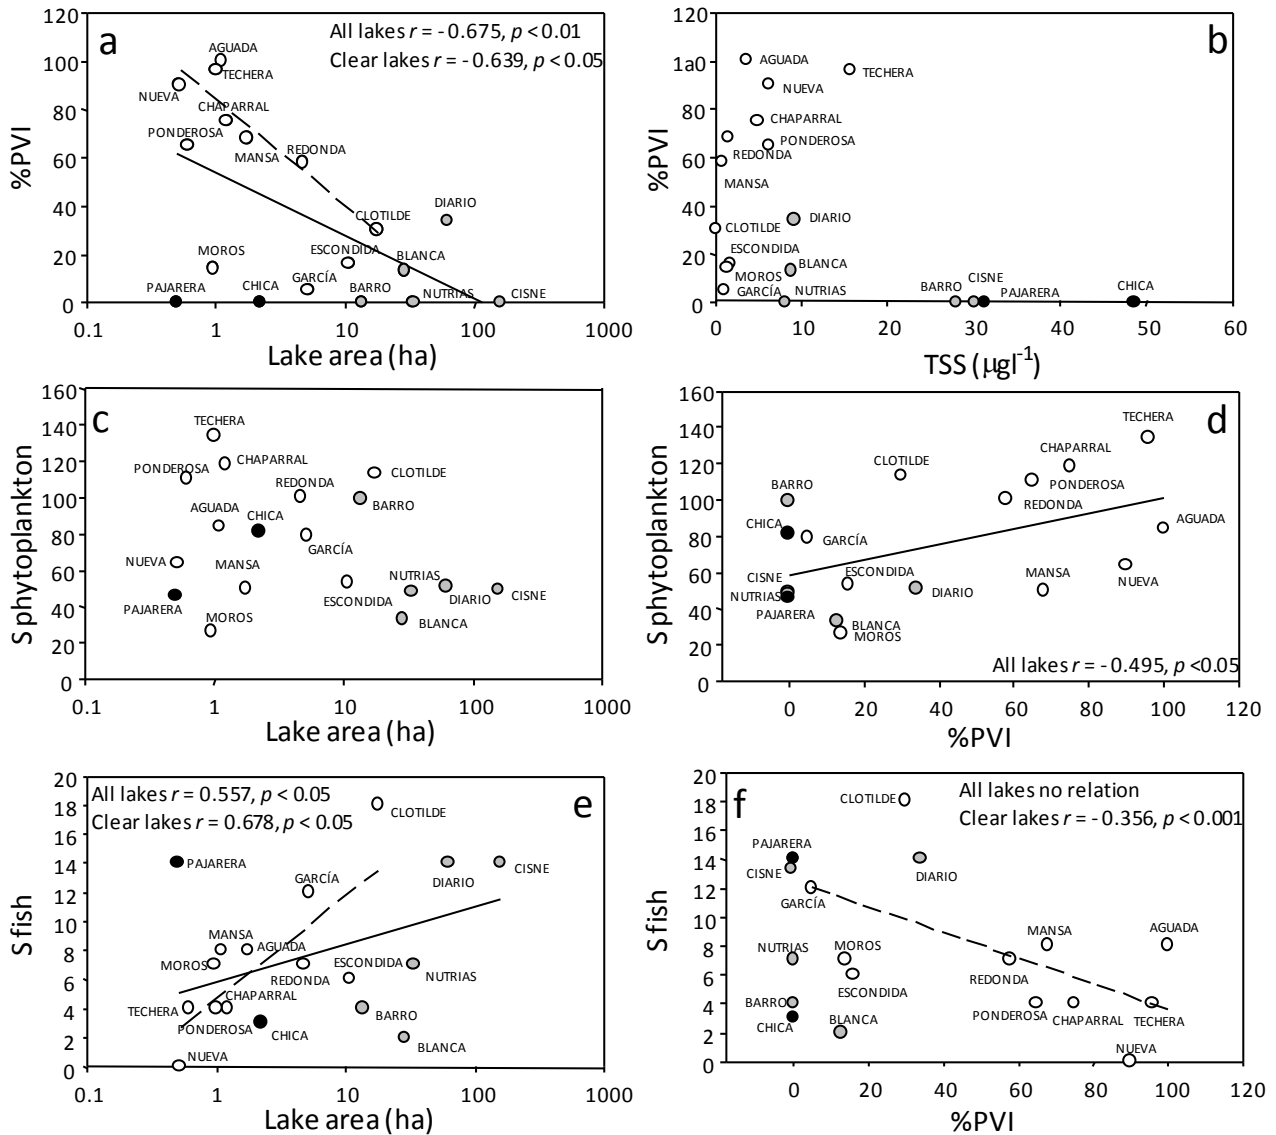 a
All lakes r = - 0.675, p < 0.01
Clear lakes r = - 0.639, p < 0.05
120
100
80
60
40
20
0
%PVI
AGUADA
TECHERA
NUEVA
CHAPARRAL
PONDEROSA
MANSA
REDONDA
CLOTILDE
DIARIO
MOROS
ESCONDIDA
BLANCA
GARCÍA
PAJARERA
CHICA
BARRO
NUTRIAS
CISNE
0.1 1 10 100 1000
Lake area (ha)
b
120
1a0
80
60
40
20
0
%PVI
AGUADA
TECHERA
NUEVA
CHAPARRAL
PONDEROSA
REDONDA
MANSA
DIARIO
CLOTILDE
ESCONDIDA
BLANCA
MOROS
CISNE
GARCÍA
NUTRIAS
BARRO
PAJARERA
CHICA
0 10 20 30 40 50 60
TSS (µgl-1)
c
160
140
120
100
80
60
40
20
0
S phytoplankton
TECHERA
CHAPARRAL
PONDEROSA
CLOTILDE
REDONDA
BARRO
AGUADA
CHICA
GARCÍA
NUEVA
MANSA
NUTRIAS
PAJARERA
ESCONDIDA
DIARIO
CISNE
MOROS
BLANCA
0.1 1 10 100 1000
Lake area (ha)
d
160
140
120
100
80
60
40
20
0
S phytoplankton
TECHERA
CHAPARRAL
CLOTILDE
PONDEROSA
BARRO
REDONDA
AGUADA
CHICA
GARCÍA
CISNE
ESCONDIDA
MANSA
NUEVA
NUTRIAS
DIARIO
PAJARERA
BLANCA
MOROS
All lakes r = - 0.495, p <0.05
0 20 40 60 80 100 120
%PVI
e
All lakes r = 0.557, p < 0.05
Clear lakes r = 0.678, p < 0.05
20
18
16
14
12
10
8
6
4
2
0
S fish
CLOTILDE
PAJARERA
GARCÍA
DIARIO
CISNE
MANSA
AGUADA
MOROS
ESCONDIDA
REDONDA
NUTRIAS
CHAPARRAL
TECHERA
PONDEROSA
BARRO
CHICA
BLANCA
NUEVA
0.1 1 10 100 1000
Lake area (ha)
f
All lakes no relation
Clear lakes r = - 0.356, p < 0.001
20
18
16
14
12
10
8
6
4
2
0
S fish
CLOTILDE
PAJARERA
CISNE
DIARIO
GARCÍA
MANSA
AGUADA
NUTRIAS
MOROS
REDONDA
ESCONDIDA
BARRO
PONDEROSA
CHAPARRAL
TECHERA
CHICA
BLANCA
NUEVA
0 20 40 60 80 100 120
%PVI